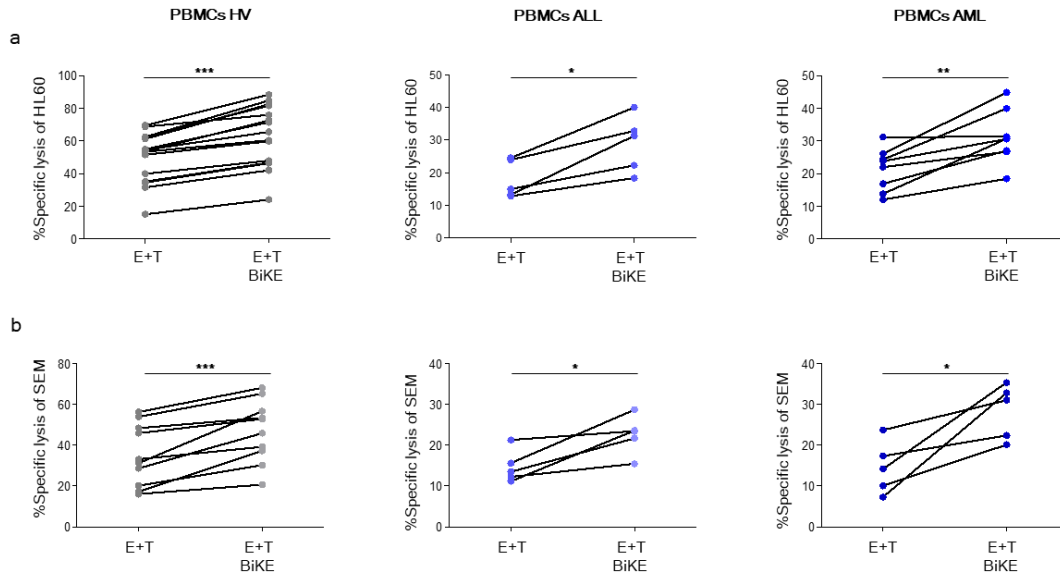 PBMCs HV PBMCs ALL PBMCs AML
a
%Specific lysis of HL60
100
80
60
40
20
0
***
E+T E+T
BiKE
%Specific lysis of HL60
50
40
30
20
10
0
*
E+T E+T
BiKE
%Specific lysis of HL60
50
40
30
20
10
0
**
E+T E+T
BiKE
b
%Specific lysis of SEM
80
60
40
20
0
***
E+T E+T
BiKE
%Specific lysis of SEM
40
30
20
10
0
*
E+T E+T
BiKE
%Specific lysis of SEM
40
30
20
10
0
*
E+T E+T
BiKE